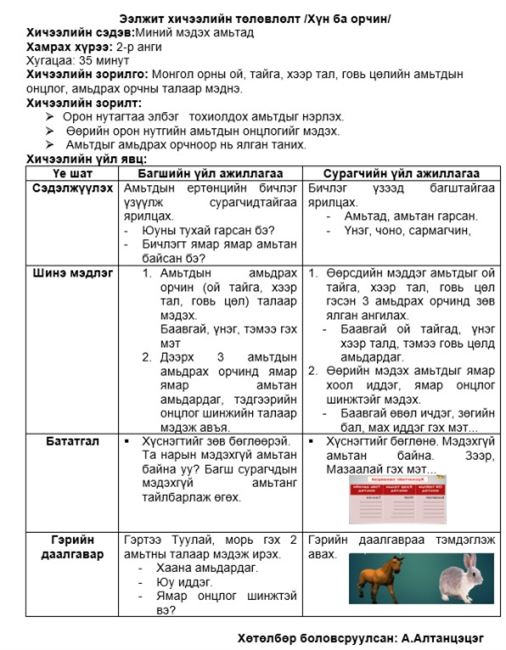 Ээлжит хичээлийн төлөвлөлт /Хүн ба орчин/
Хичээлийн сэдэв:Миний мэдэх амьтад
Хамрах хүрээ: 2-р анги
Хугацаа: 35 минут
Хичээлийн зорилго: Монгол орны ой, тайга, хээр тал, говь цөлийн амьтдын
онцлог, амьдрах орчны талаар мэднэ.
Хичээлийн зорилт:
➢ Орон нутагтаа элбэг тохиолдох амьтдыг нэрлэх.
➢ Өөрийн орон нутгийн амьтдын онцлогийг мэдэх.
➢ Амьтдыг амьдрах орчноор нь ялган таних.
Хичээлийн үйл явц:
Үе шат
Багшийн үйл ажиллагаа
Сурагчийн үйл ажиллагаа
Сэдэлжүүлэх
Амьтдын ертөнцийн бичлэг
үзүүлж сурагчидтайгаа
ярилцах.
- Юуны тухай гарсан бэ?
- Бичлэгт ямар ямар амьтан
байсан бэ?
Бичлэг үзээд багштайгаа
ярилцах.
- Амьтад, амьтан гарсан.
- Үнэг, чоно, сармагчин,
Шинэ мэдлэг
1. Амьтдын амьдрах
орчин (ой тайга, хээр
тал, говь цөл) талаар
мэдэх.
Баавгай, үнэг, тэмээ гэх
мэт
2. Дээрх 3 амьтдын
амьдрах орчинд ямар
ямар амьтан
амьдардаг, тэдгээрийн
онцлог шинжийн талаар
мэдэж авъя.
1. Өөрсдийн мэддэг амьтдыг ой
тайга, хээр тал, говь цөл
гэсэн 3 амьдрах орчинд зөв
ялган ангилах.
- Баавгай ой тайгад, үнэг
хээр талд, тэмээ говь цөлд
амьдардаг.
2. Өөрийн мэдэх амьтдыг ямар
хоол иддэг, ямар онцлог
шинжтэйг мэдэх.
- Баавгай өвөл ичдэг, зөгийн
бал, мах иддэг гэх мэт...
Бататгал
▪ Хүснэгтийг зөв бөглөөрэй.
Та нарын мэдэхгүй амьтан
байна уу? Багш сурагчдын
мэдэхгүй амьтанг
тайлбарлаж өгөх.
▪ Хүснэгтийг бөглөнө. Мэдэхгүй
амьтан байна. Зээр,
Мазаалай гэх мэт...
Гэрийн
даалгавар
Гэртээ Туулай, морь гэх 2
амьтны талаар мэдэж ирэх.
- Хаана амьдардаг.
- Юу иддэг.
- Ямар онцлог шинжтэй
вэ?
Гэрийн даалгавраа тэмдэглэж
авах.
Хөтөлбөр боловсруулсан: А.Алтанцэцэг